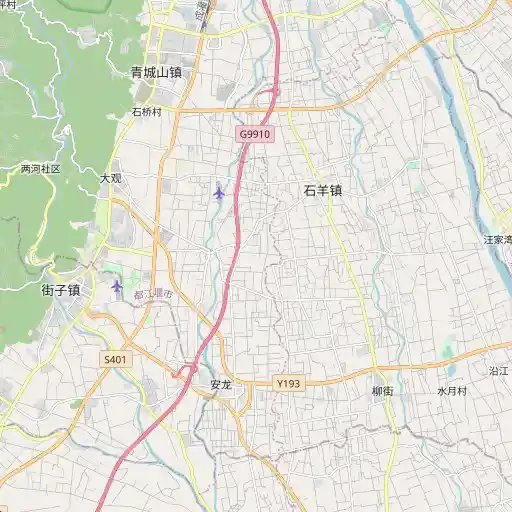 坪村
青城山镇
石桥村
G9910
两河社区
大观
石羊镇
汪家湾
街子镇
都江堰市
S401
安龙
Y193
沿江
柳街
水月村